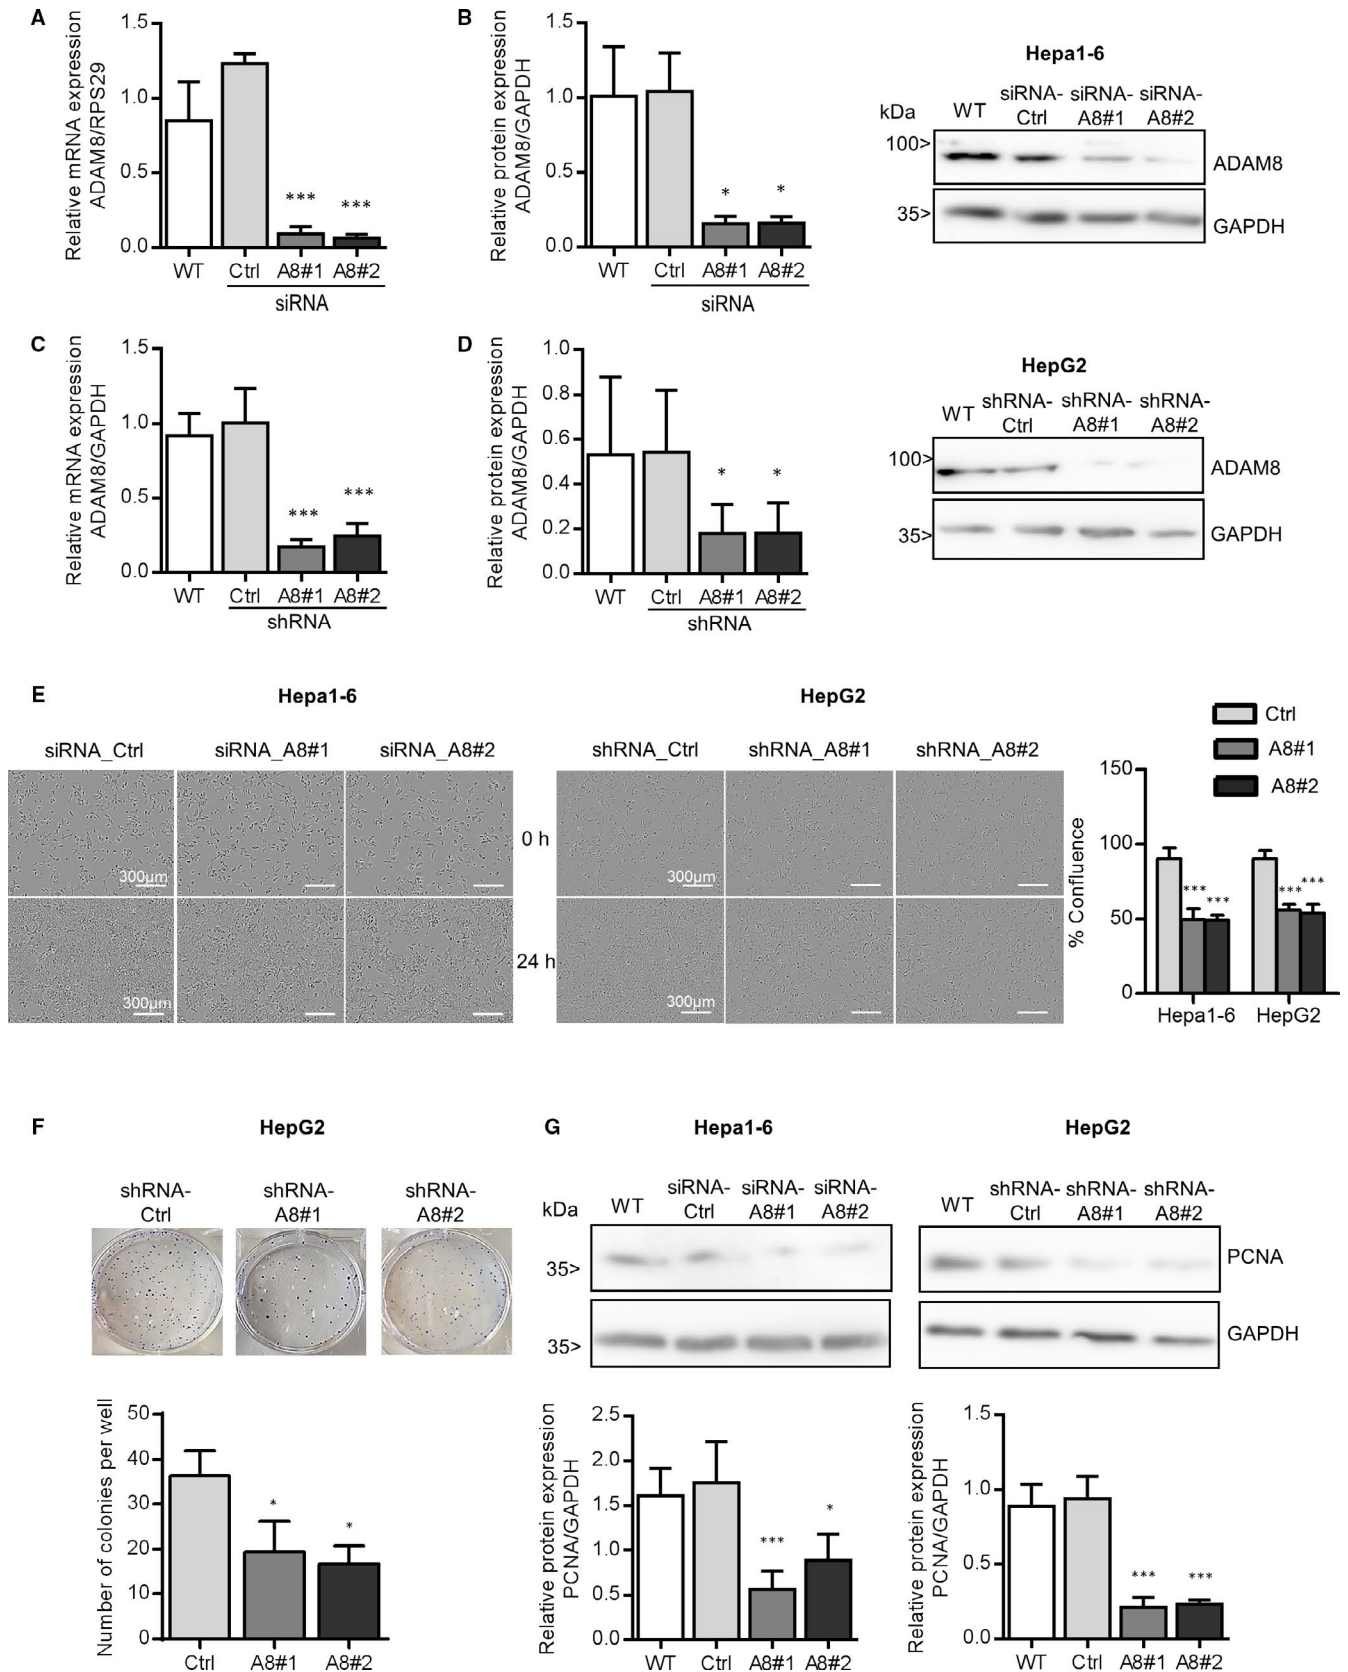 A
Relative mRNA expression
ADAM8/RPS29
1.5
1.0
0.5
0.0
***
***
WT Ctrl A8#1 A8#2
siRNA
B
Relative protein expression
ADAM8/GAPDH
1.5
1.0
0.5
0.0
*
*
WT Ctrl A8#1 A8#2
siRNA
Hepa1-6
kDa WT siRNA- siRNA- siRNA-
Ctrl A8#1 A8#2
100>
ADAM8
35>
GAPDH
C
Relative mRNA expression
ADAM8/GAPDH
1.5
1.0
0.5
0.0
***
***
WT Ctrl A8#1 A8#2
shRNA
D
Relative protein expression
ADAM8/GAPDH
1.0
0.8
0.6
0.4
0.2
0.0
*
*
WT Ctrl A8#1 A8#2
shRNA
HepG2
WT shRNA- shRNA- shRNA-
Ctrl A8#1 A8#2
100>
ADAM8
35>
GAPDH
E
Hepa1-6
siRNA_Ctrl siRNA_A8#1 siRNA_A8#2
300µm
300µm
0 h
24 h
HepG2
shRNA_Ctrl shRNA_A8#1 shRNA_A8#2
300µm
300µm
Ctrl
A8#1
A8#2
% Confluence
150
100
50
0
***
***
***
***
Hepa1-6 HepG2
F
HepG2
shRNA- shRNA- shRNA-
Ctrl A8#1 A8#2
Number of colonies per well
50
40
30
20
10
0
*
*
Ctrl A8#1 A8#2
G
Hepa1-6
kDa WT siRNA- siRNA- siRNA-
Ctrl A8#1 A8#2
35>
35>
HepG2
WT shRNA- shRNA- shRNA-
Ctrl A8#1 A8#2
PCNA
GAPDH
Relative protein expression
PCNA/GAPDH
2.5
2.0
1.5
1.0
0.5
0.0
***
*
WT Ctrl A8#1 A8#2
Relative protein expression
PCNA/GAPDH
1.5
1.0
0.5
0.0
***
***
WT Ctrl A8#1 A8#2